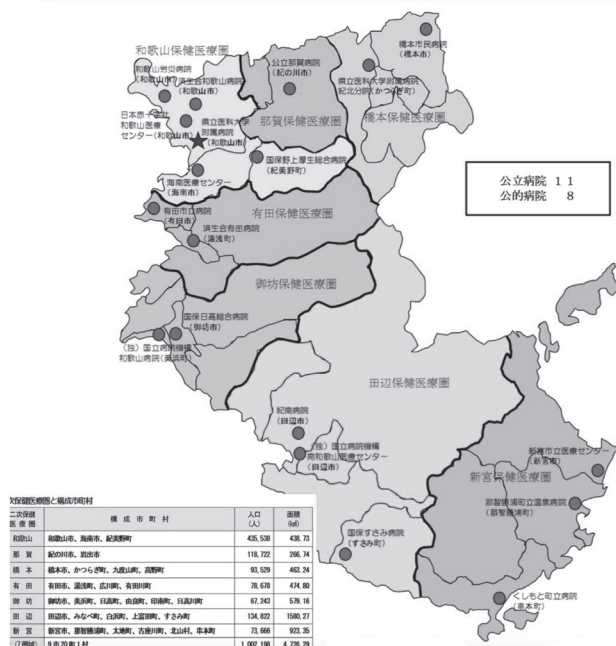 和歌山保健医療圏
和歌山労災病院
(和歌山市)
済生会和歌山病院
(和歌山市)
日本赤十字社
和歌山医療
センター(和歌山市)
県立医科大学
附属病院
(和歌山市)
海南医療センター
(海南市)
公立那賀病院
(紀の川市)
那賀保健医療圏
国保野上厚生総合病院
(紀美野町)
橋本市民病院
(橋本市)
県立医科大学附属病院
紀北分院(かつらぎ町)
橋本保健医療圏
公立病院 11
公的病院 8
有田市立病院
(有田市)
有田保健医療圏
済生会有田病院
(湯浅町)
御坊保健医療圏
国保日高総合病院
(御坊市)
(独)国立病院機構
和歌山病院(美浜町)
田辺保健医療圏
紀南病院
(田辺市)
(独)国立病院機構
南和歌山医療センター
(田辺市)
国保すさみ病院
(すさみ町)
新宮市立医療センター
(新宮市)
新宮保健医療圏
那智勝浦町立温泉病院
(那智勝浦町)
くしもと町立病院
(串本町)
次保健医療圏と構成市町村
二次保健医療圏 構成市町村 人口(人) 面積(㎢)
和歌山 和歌山市、海南市、紀美野町 435,538 438.73
那賀 紀の川市、岩出市 118,722 266.74
橋本 橋本市、かつらぎ町、九度山町、高野町 93,529 463.24
有田 有田市、湯浅町、広川町、有田川町 78,678 474.80
御坊 御坊市、美浜町、日高町、由良町、印南町、日高川町 67,243 579.16
田辺 田辺市、みなべ町、白浜町、上富田町、すさみ町 134,822 1580.27
新宮 新宮市、那智勝浦町、太地町、古座川町、北山村、串本町 73,666 923.35
(7圏域) 9市20町1村 1,002,198 4,726.29